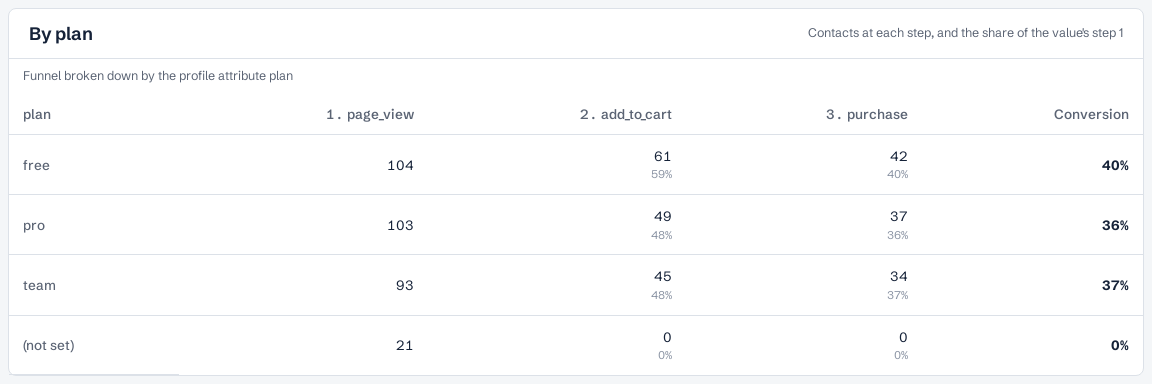 By plan
Contacts at each step, and the share of the value's step 1
Funnel broken down by the profile attribute plan
plan 1. page_view 2. add_to_cart 3. purchase Conversion
free 104 61 42 40%
59% 40%
pro 103 49 37 36%
48% 36%
team 93 45 34 37%
48% 37%
(not set) 21 0 0 0%
0% 0%